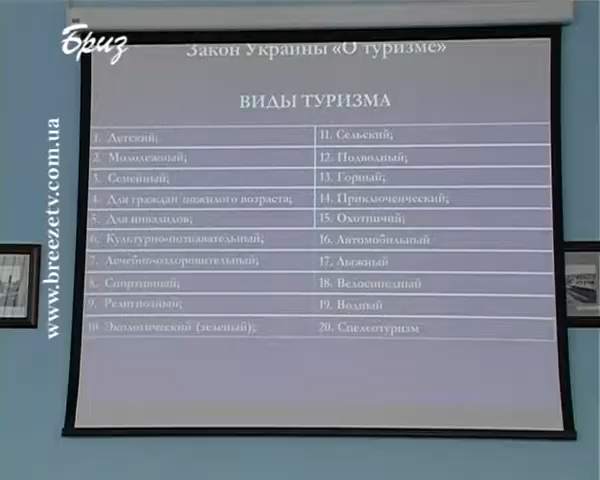 Бриз
www.breezetv.com.ua
Закон Украины «О туризме»
ВИДЫ ТУРИЗМА
1. Детский;
2. Молодежный;
3. Семейный;
4. Для граждан пожилого возраста;
5. Для инвалидов;
6. Культурно-познавательный;
7. Лечебно-оздоровительный;
8. Спортивный;
9. Религиозный;
10. Экологический (зеленый);
11. Сельский;
12. Подводный;
13. Горный;
14. Приключенческий;
15. Охотничий;
16. Автомобильный
17. Лыжный
18. Велосипедный
19. Водный
20. Спелеотуризм